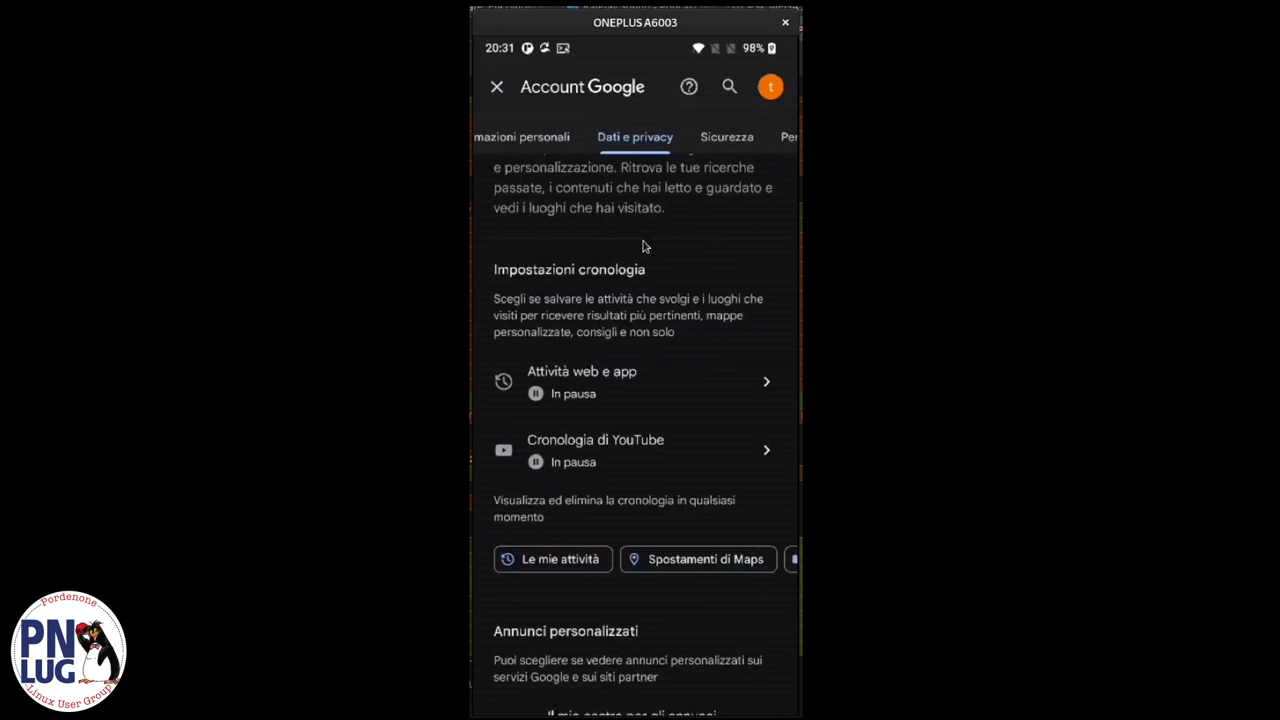 ONEPLUS A6003
20:31
98%
Account Google
t
mazioni personali
Dati e privacy
Sicurezza
Per
e personalizzazione. Ritrova le tue ricerche
passate, i contenuti che hai letto e guardato e
vedi i luoghi che hai visitato.
Impostazioni cronologia
Scegli se salvare le attività che svolgi e i luoghi che
visiti per ricevere risultati più pertinenti, mappe
personalizzate, consigli e non solo
Attività web e app
In pausa
Cronologia di YouTube
In pausa
Visualizza ed elimina la cronologia in qualsiasi
momento
Le mie attività
Spostamenti di Maps
Annunci personalizzati
Puoi scegliere se vedere annunci personalizzati sui
servizi Google e sui siti partner
Il mio centro per gli annunci
Pordenone
PN
LUG
Linux User Group